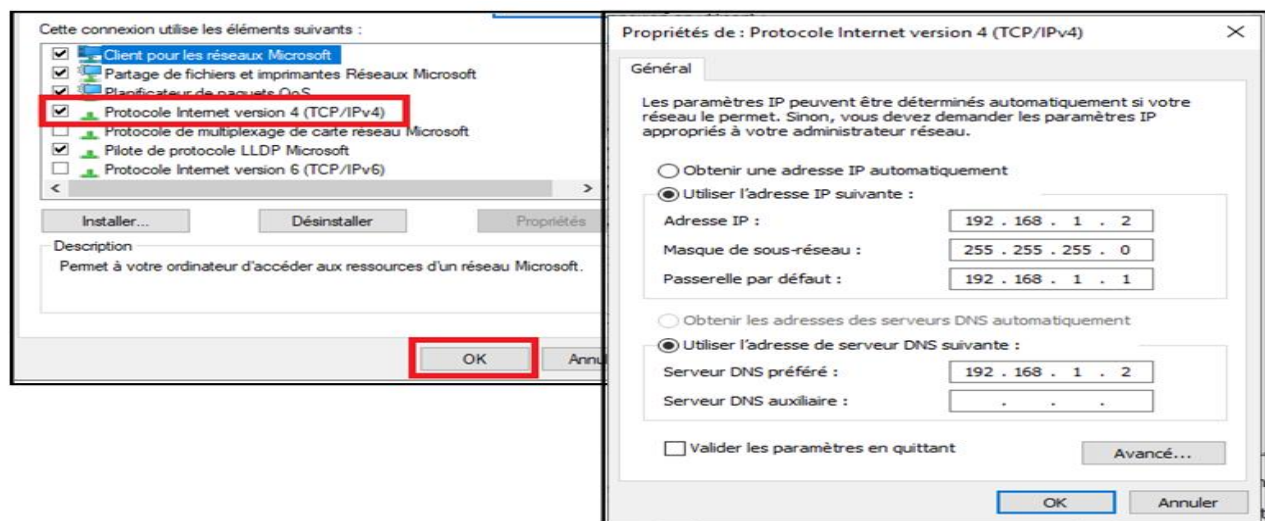 Cette connexion utilise les éléments suivants :
Client pour les réseaux Microsoft
Partage de fichiers et imprimantes Réseaux Microsoft
Planificateur de paquets QoS
Protocole Internet version 4 (TCP/IPv4)
Protocole de multiplexage de carte réseau Microsoft
Pilote de protocole LLDP Microsoft
Protocole Internet version 6 (TCP/IPv6)
Installer... Désinstaller Propriétés
Description
Permet à votre ordinateur d'accéder aux ressources d'un réseau Microsoft.
OK
Propriétés de : Protocole Internet version 4 (TCP/IPv4)
Général
Les paramètres IP peuvent être déterminés automatiquement si votre
réseau le permet. Sinon, vous devez demander les paramètres IP
appropriés à votre administrateur réseau.
Obtenir une adresse IP automatiquement
Utiliser l'adresse IP suivante :
Adresse IP : 192 . 168 . 1 . 2
Masque de sous-réseau : 255 . 255 . 255 . 0
Passerelle par défaut : 192 . 168 . 1 . 1
Obtenir les adresses des serveurs DNS automatiquement
Utiliser l'adresse de serveur DNS suivante :
Serveur DNS préféré : 192 . 168 . 1 . 2
Serveur DNS auxiliaire : . . .
Valider les paramètres en quittant
Avancé...
OK Annuler